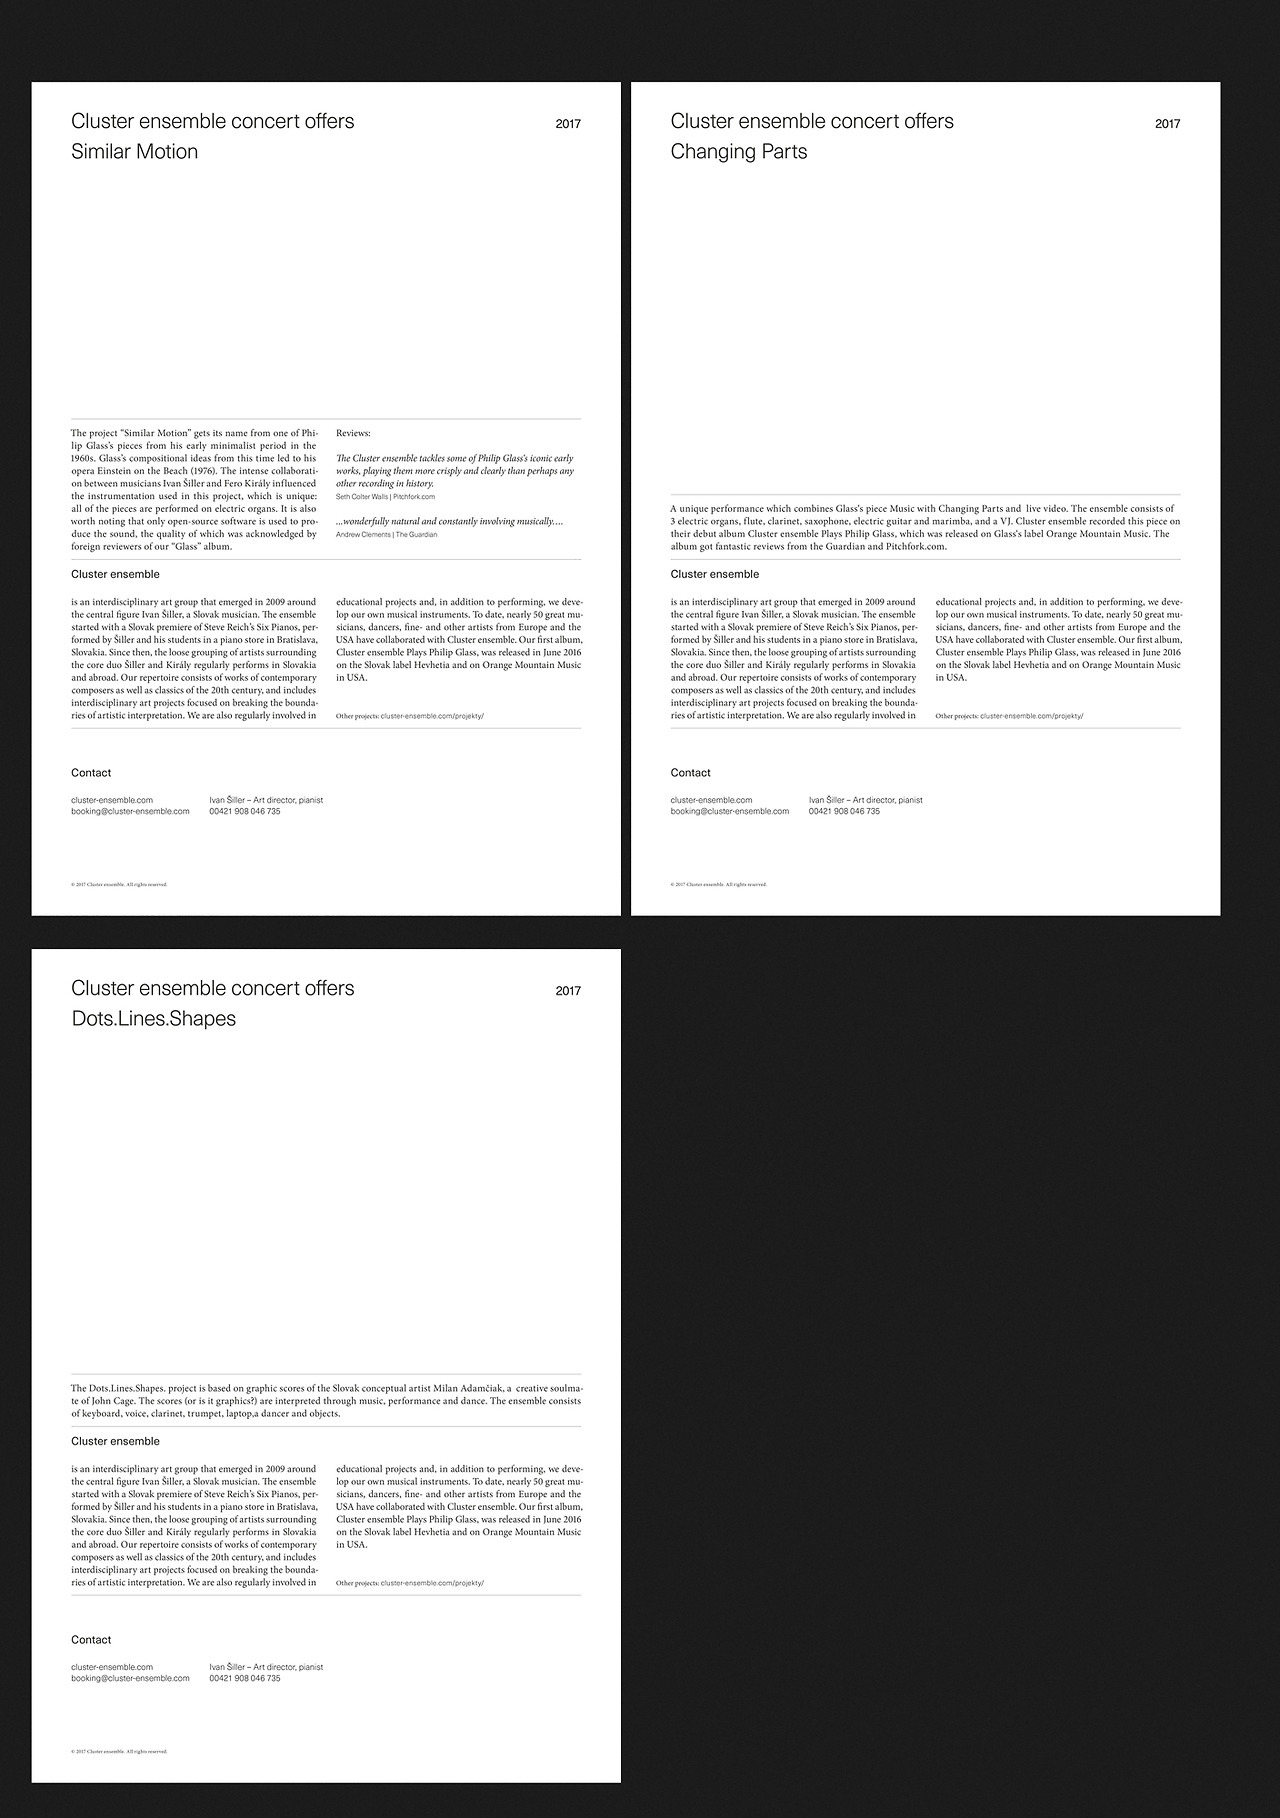 Cluster ensemble concert offers
2017
Similar Motion
The project “Similar Motion” gets its name from one of Phi-
lip Glass’s pieces from his early minimalist period in the
1960s. Glass’s compositional ideas from this time led to his
opera Einstein on the Beach (1976). The intense collaborati-
on between musicians Ivan Šiller and Fero Király influenced
the instrumentation used in this project, which is unique:
all of the pieces are performed on electric organs. It is also
worth noting that only open-source software is used to pro-
duce the sound, the quality of which was acknowledged by
foreign reviewers of our “Glass” album.
Reviews:
The Cluster ensemble tackles some of Philip Glass’s iconic early
works, playing them more crisply and clearly than perhaps any
other recording in history.
Seth Colter Walls | Pitchfork.com
...wonderfully natural and constantly involving musically….
Andrew Clements | The Guardian
Cluster ensemble
is an interdisciplinary art group that emerged in 2009 around
the central figure Ivan Šiller, a Slovak musician. The ensemble
started with a Slovak premiere of Steve Reich’s Six Pianos, per-
formed by Šiller and his students in a piano store in Bratislava,
Slovakia. Since then, the loose grouping of artists surrounding
the core duo Šiller and Király regularly performs in Slovakia
and abroad. Our repertoire consists of works of contemporary
composers as well as classics of the 20th century, and includes
interdisciplinary art projects focused on breaking the bounda-
ries of artistic interpretation. We are also regularly involved in
educational projects and, in addition to performing, we deve-
lop our own musical instruments. To date, nearly 50 great mu-
sicians, dancers, fine- and other artists from Europe and the
USA have collaborated with Cluster ensemble. Our first album,
Cluster ensemble Plays Philip Glass, was released in June 2016
on the Slovak label Hevhetia and on Orange Mountain Music
in USA.
Other projects: cluster-ensemble.com/projekty/
Contact
cluster-ensemble.com
booking@cluster-ensemble.com
Ivan Šiller – Art director, pianist
00421 908 046 735
© 2017 Cluster ensemble. All rights reserved.
Cluster ensemble concert offers
2017
Changing Parts
A unique performance which combines Glass’s piece Music with Changing Parts and live video. The ensemble consists of
3 electric organs, flute, clarinet, saxophone, electric guitar and marimba, and a VJ. Cluster ensemble recorded this piece on
their debut album Cluster ensemble Plays Philip Glass, which was released on Glass’s label Orange Mountain Music. The
album got fantastic reviews from the Guardian and Pitchfork.com.
Cluster ensemble
is an interdisciplinary art group that emerged in 2009 around
the central figure Ivan Šiller, a Slovak musician. The ensemble
started with a Slovak premiere of Steve Reich’s Six Pianos, per-
formed by Šiller and his students in a piano store in Bratislava,
Slovakia. Since then, the loose grouping of artists surrounding
the core duo Šiller and Király regularly performs in Slovakia
and abroad. Our repertoire consists of works of contemporary
composers as well as classics of the 20th century, and includes
interdisciplinary art projects focused on breaking the bounda-
ries of artistic interpretation. We are also regularly involved in
educational projects and, in addition to performing, we deve-
lop our own musical instruments. To date, nearly 50 great mu-
sicians, dancers, fine- and other artists from Europe and the
USA have collaborated with Cluster ensemble. Our first album,
Cluster ensemble Plays Philip Glass, was released in June 2016
on the Slovak label Hevhetia and on Orange Mountain Music
in USA.
Other projects: cluster-ensemble.com/projekty/
Contact
cluster-ensemble.com
booking@cluster-ensemble.com
Ivan Šiller – Art director, pianist
00421 908 046 735
© 2017 Cluster ensemble. All rights reserved.
Cluster ensemble concert offers
2017
Dots.Lines.Shapes
The Dots.Lines.Shapes. project is based on graphic scores of the Slovak conceptual artist Milan Adamčiak, a creative soulma-
te of John Cage. The scores (or is it graphics?) are interpreted through music, performance and dance. The ensemble consists
of keyboard, voice, clarinet, trumpet, laptop,a dancer and objects.
Cluster ensemble
is an interdisciplinary art group that emerged in 2009 around
the central figure Ivan Šiller, a Slovak musician. The ensemble
started with a Slovak premiere of Steve Reich’s Six Pianos, per-
formed by Šiller and his students in a piano store in Bratislava,
Slovakia. Since then, the loose grouping of artists surrounding
the core duo Šiller and Király regularly performs in Slovakia
and abroad. Our repertoire consists of works of contemporary
composers as well as classics of the 20th century, and includes
interdisciplinary art projects focused on breaking the bounda-
ries of artistic interpretation. We are also regularly involved in
educational projects and, in addition to performing, we deve-
lop our own musical instruments. To date, nearly 50 great mu-
sicians, dancers, fine- and other artists from Europe and the
USA have collaborated with Cluster ensemble. Our first album,
Cluster ensemble Plays Philip Glass, was released in June 2016
on the Slovak label Hevhetia and on Orange Mountain Music
in USA.
Other projects: cluster-ensemble.com/projekty/
Contact
cluster-ensemble.com
booking@cluster-ensemble.com
Ivan Šiller – Art director, pianist
00421 908 046 735
© 2017 Cluster ensemble. All rights reserved.